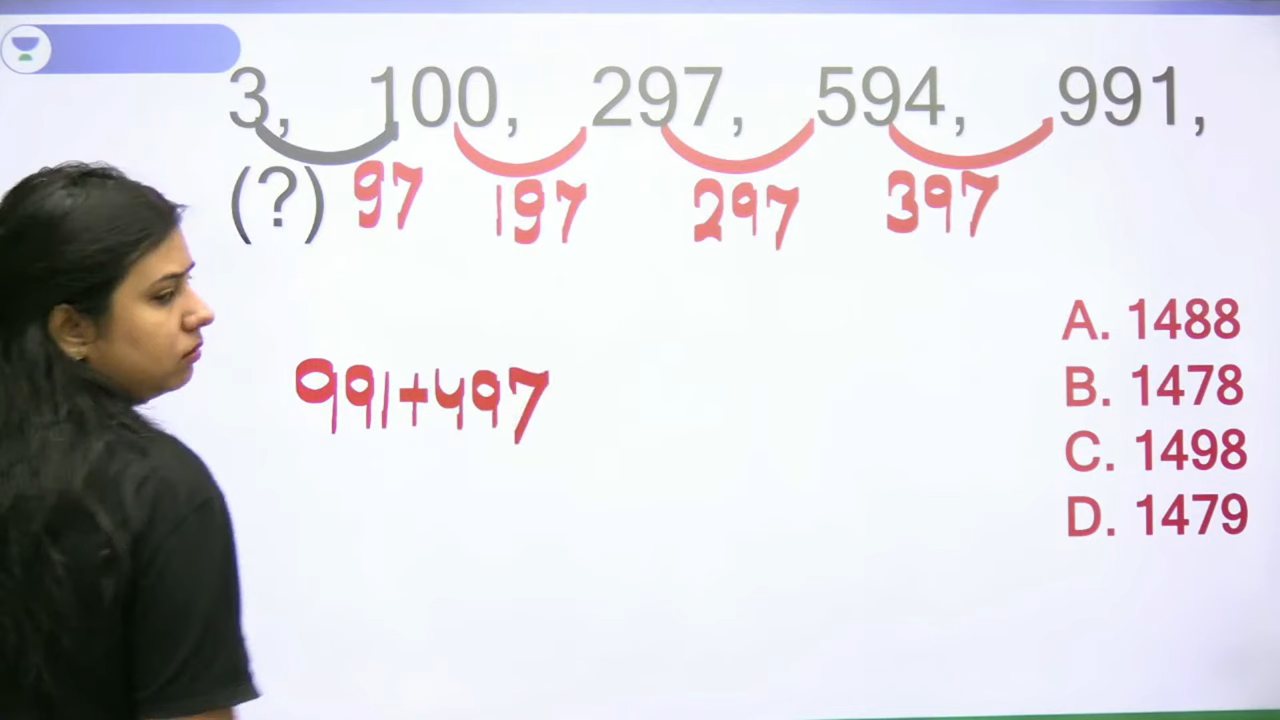 3, 100, 297, 594, 991,
(?) 97 197 297 397
991+497
A. 1488
B. 1478
C. 1498
D. 1479